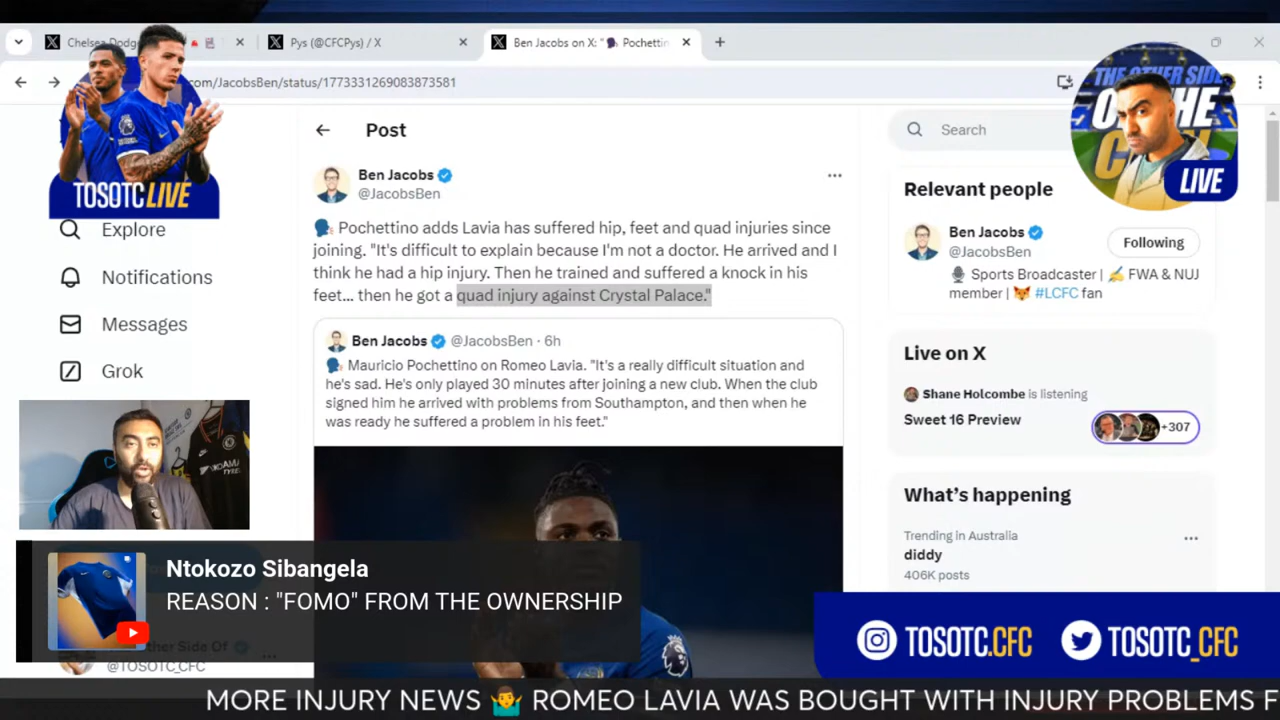 Chelsea Dodg
Pys (@CFCPys) / X
Ben Jacobs on X: "🗣 Pochettin
com/JacobsBen/status/1773331269083873581
TOSOTC LIVE
THE OTHER SIDE
OF THE
LIVE
Explore
Notifications
Messages
Grok
Post
Ben Jacobs
@JacobsBen
🗣 Pochettino adds Lavia has suffered hip, feet and quad injuries since
joining. "It's difficult to explain because I'm not a doctor. He arrived and I
think he had a hip injury. Then he trained and suffered a knock in his
feet... then he got a quad injury against Crystal Palace."
Ben Jacobs @JacobsBen · 6h
🗣 Mauricio Pochettino on Romeo Lavia. "It's a really difficult situation and
he's sad. He's only played 30 minutes after joining a new club. When the club
signed him he arrived with problems from Southampton, and then when he
was ready he suffered a problem in his feet."
Search
Relevant people
Ben Jacobs
@JacobsBen
Following
🎙 Sports Broadcaster | ✍ FWA & NUJ
member | 🦊 #LCFC fan
Live on X
Shane Holcombe is listening
Sweet 16 Preview
+307
What's happening
Trending in Australia
diddy
406K posts
Ntokozo Sibangela
REASON : "FOMO" FROM THE OWNERSHIP
ther Side Of
@TOSOTC_CFC
TOSOTC.CFC
TOSOTC_CFC
MORE INJURY NEWS 🤷‍♂️ ROMEO LAVIA WAS BOUGHT WITH INJURY PROBLEMS F